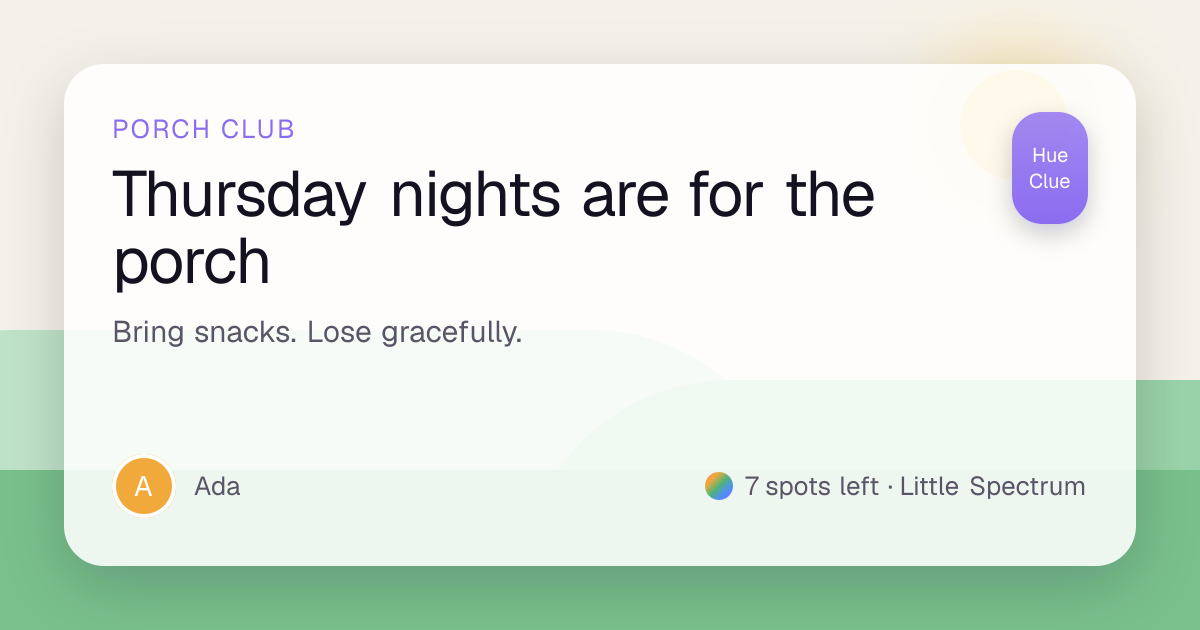 PORCH CLUB
Thursday nights are for the
porch
Hue
Clue
Bring snacks. Lose gracefully.
A
Ada
7 spots left · Little Spectrum